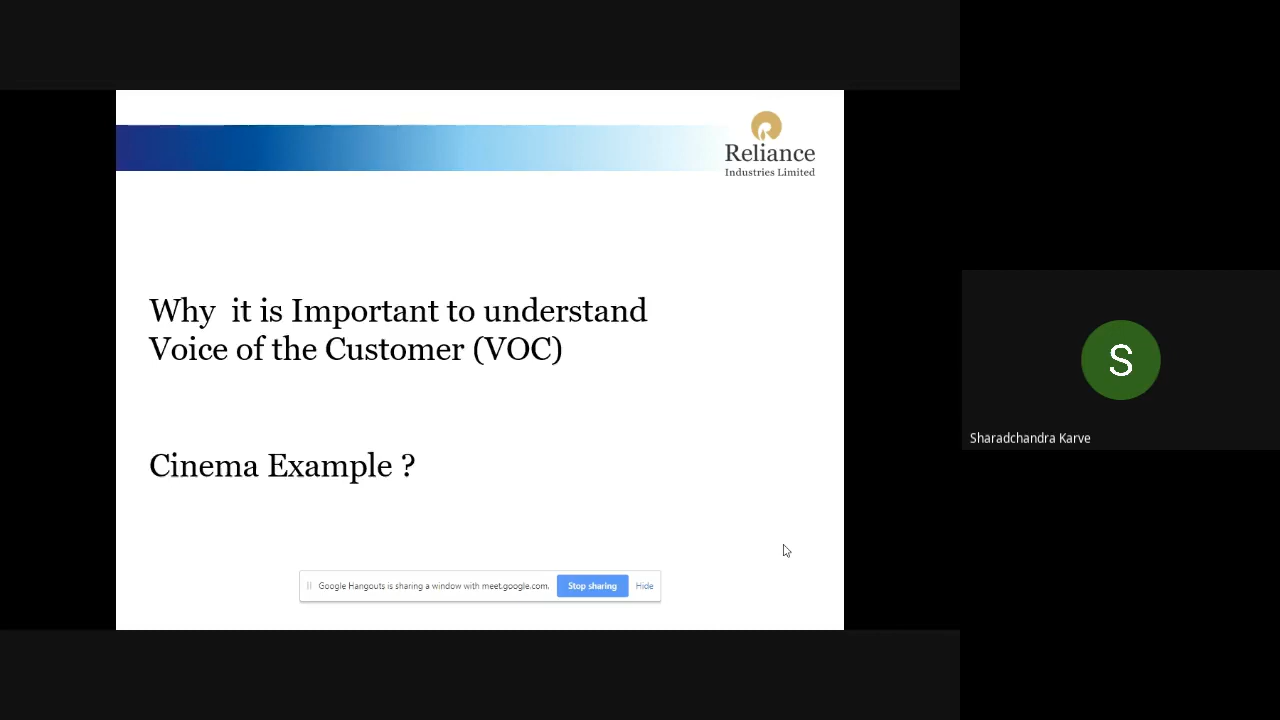 Reliance
Industries Limited
Why  it is Important to understand
Voice of the Customer (VOC)
Cinema Example ?
Google Hangouts is sharing a window with meet.google.com.
Stop sharing
Hide
S
Sharadchandra Karve